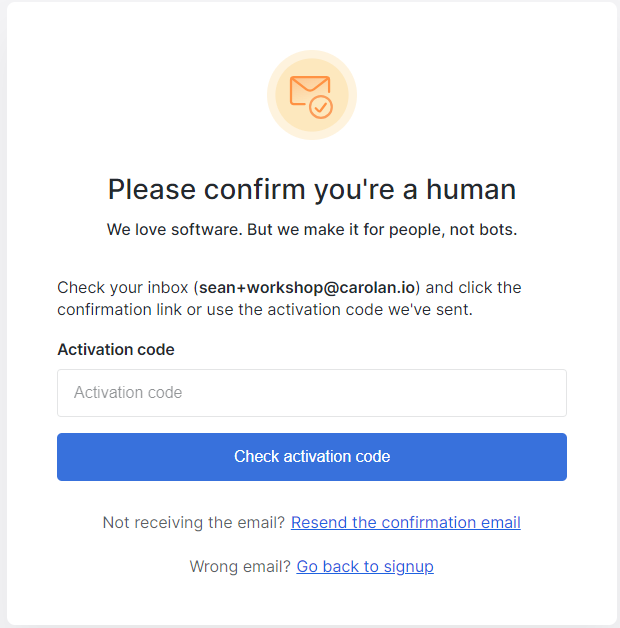 Please confirm you're a human
We love software. But we make it for people, not bots.
Check your inbox (sean+workshop@carolan.io) and click the
confirmation link or use the activation code we've sent.
Activation code
Activation code
Check activation code
Not receiving the email? Resend the confirmation email
Wrong email? Go back to signup